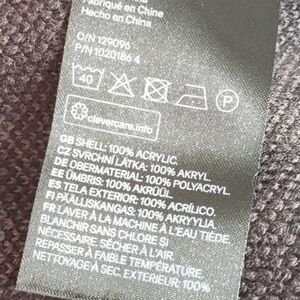 Fabriqué en Chine
Hecho en China
O/N 129096
P/N 1020186 4
40
P
clevercare.info
GB SHELL: 100% ACRYLIC.
CZ SVRCHNÍ LÁTKA: 100% AKRYL.
DE OBERMATERIAL: 100% POLYACRYL.
EE ÜMBRIS: 100% AKRÜÜL.
ES TELA EXTERIOR: 100% ACRÍLICO.
FI PÄÄLLISKANGAS: 100% AKRYYLIA.
FR LAVER À LA MACHINE À L'EAU TIÈDE.
BLANCHIR SANS CHLORE SI
NÉCESSAIRE SÉCHER À L'AIR.
REPASSER À FAIBLE TEMPÉRATURE.
NETTOYAGE À SEC. EXTERIEUR: 100%